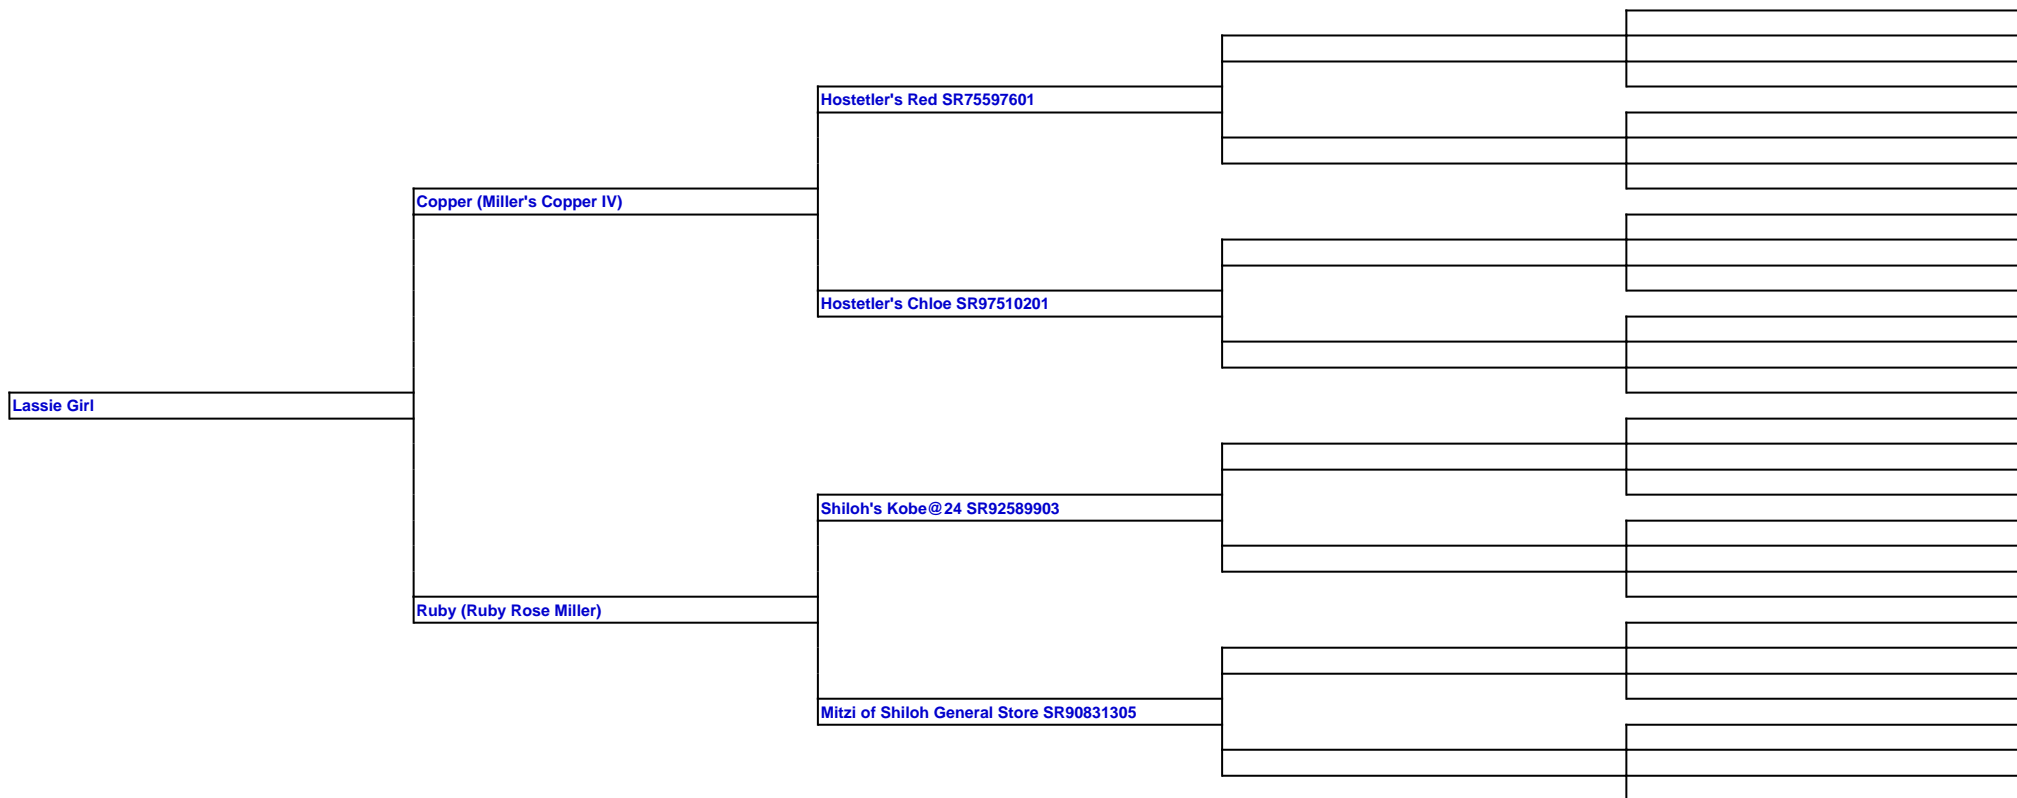 Hostetler's Red SR75597601
Copper (Miller's Copper IV)
Hostetler's Chloe SR97510201
Lassie Girl
Shiloh's Kobe@24 SR92589903
Ruby (Ruby Rose Miller)
Mitzi of Shiloh General Store SR90831305